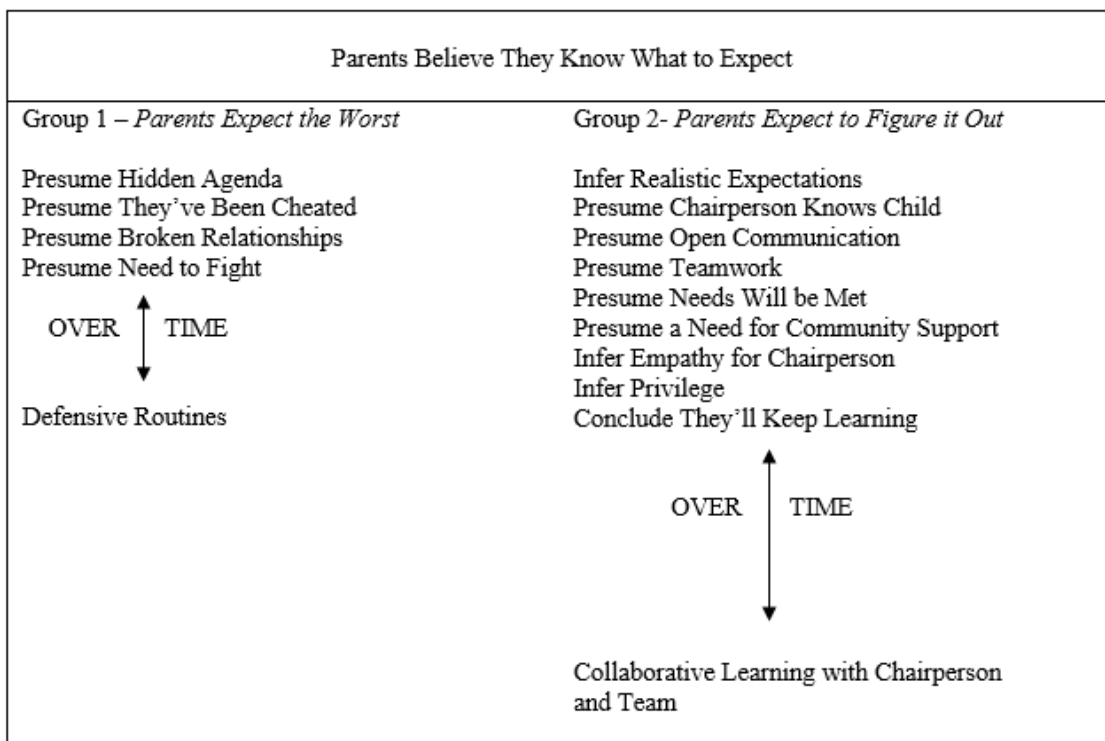 Parents Believe They Know What to Expect
Group 1 – Parents Expect the Worst
Presume Hidden Agenda
Presume They’ve Been Cheated
Presume Broken Relationships
Presume Need to Fight
OVER TIME
Defensive Routines
Group 2- Parents Expect to Figure it Out
Infer Realistic Expectations
Presume Chairperson Knows Child
Presume Open Communication
Presume Teamwork
Presume Needs Will be Met
Presume a Need for Community Support
Infer Empathy for Chairperson
Infer Privilege
Conclude They’ll Keep Learning
OVER TIME
Collaborative Learning with Chairperson
and Team